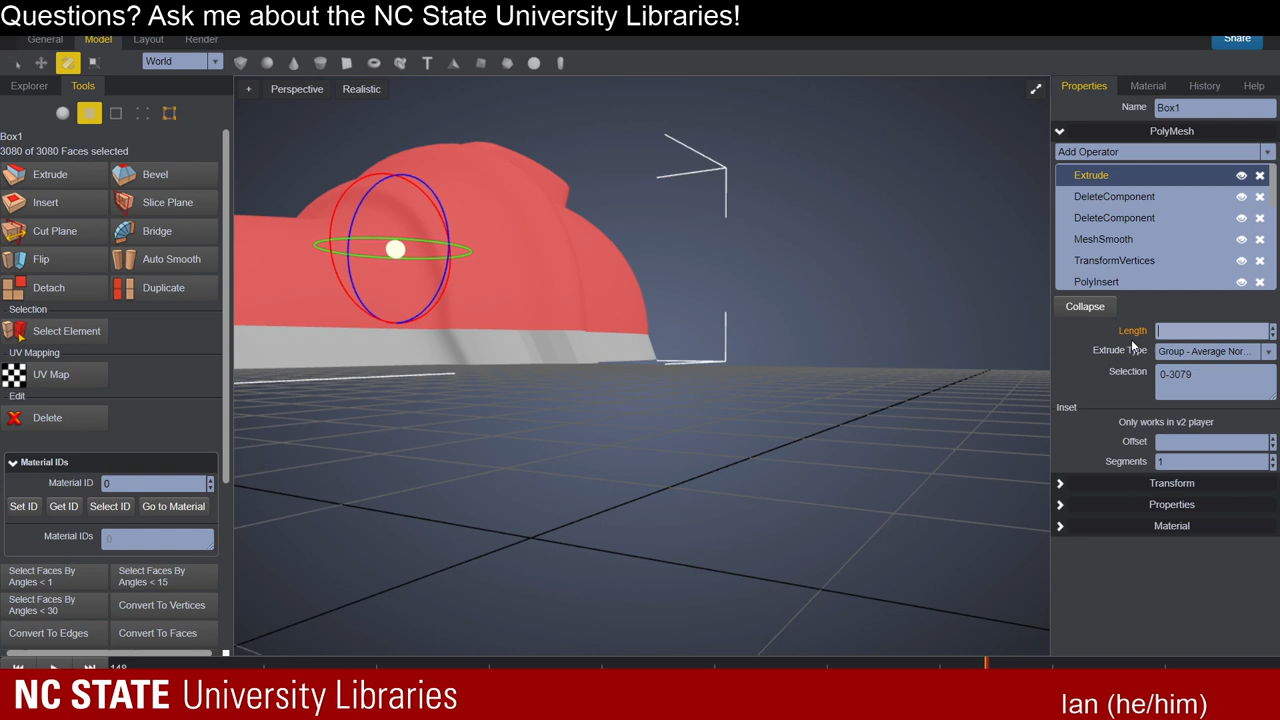 Questions? Ask me about the NC State University Libraries!
General Model Layout Render
Share
World
Explorer Tools
+ Perspective Realistic
Properties Material History Help
Name Box1
PolyMesh
Add Operator
Extrude
DeleteComponent
DeleteComponent
MeshSmooth
TransformVertices
PolyInsert
Collapse
Length
Extrude Type Group - Average Nor...
Selection 0-3079
Inset
Only works in v2 player
Offset
Segments 1
Transform
Properties
Material
Box1
3080 of 3080 Faces selected
Extrude Bevel
Insert Slice Plane
Cut Plane Bridge
Flip Auto Smooth
Detach Duplicate
Selection
Select Element
UV Mapping
UV Map
Edit
Delete
Material IDs
Material ID 0
Set ID Get ID Select ID Go to Material
Material IDs 0
Select Faces By Angles < 1 Select Faces By Angles < 15
Select Faces By Angles < 30 Convert To Vertices
Convert To Edges Convert To Faces
148
NC STATE University Libraries
Ian (he/him)